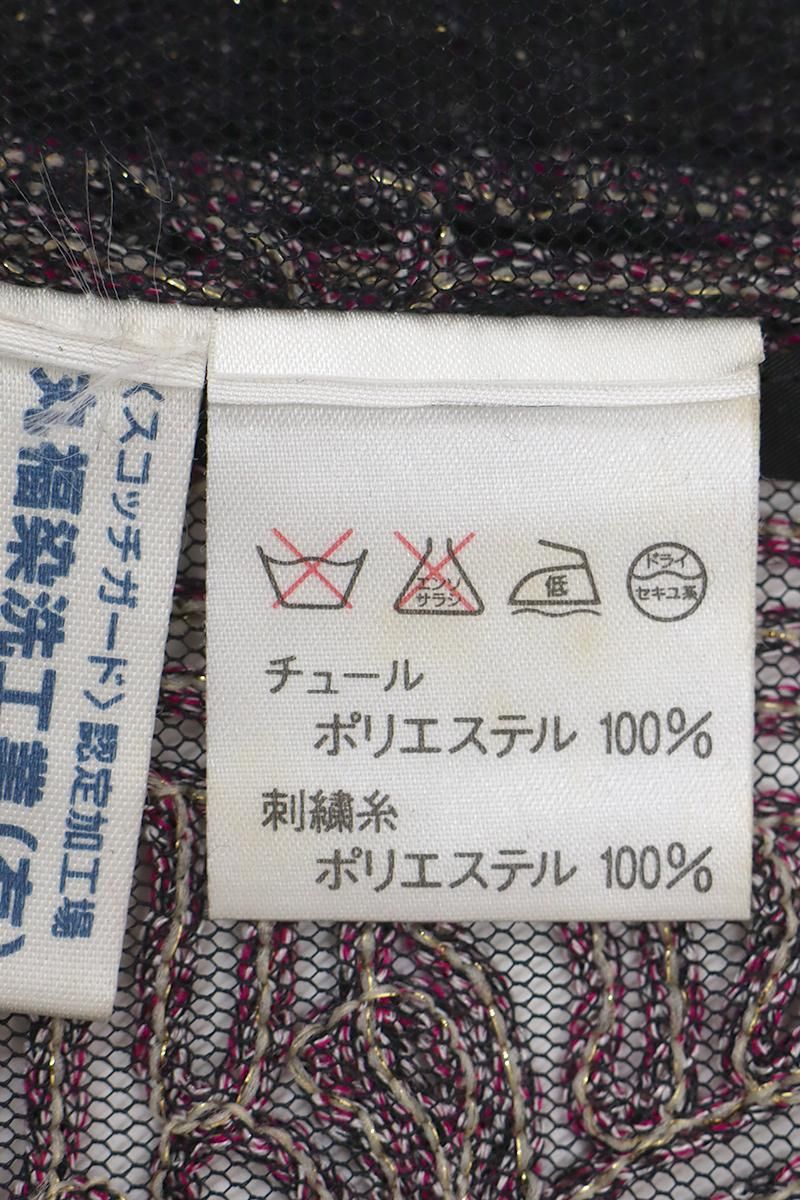 〈スコッチガード〉認定加工場
福染洗工業(有)
エンソ
サラシ
低
ドライ
セキユ系
チュール
ポリエステル 100%
刺繍糸
ポリエステル 100%